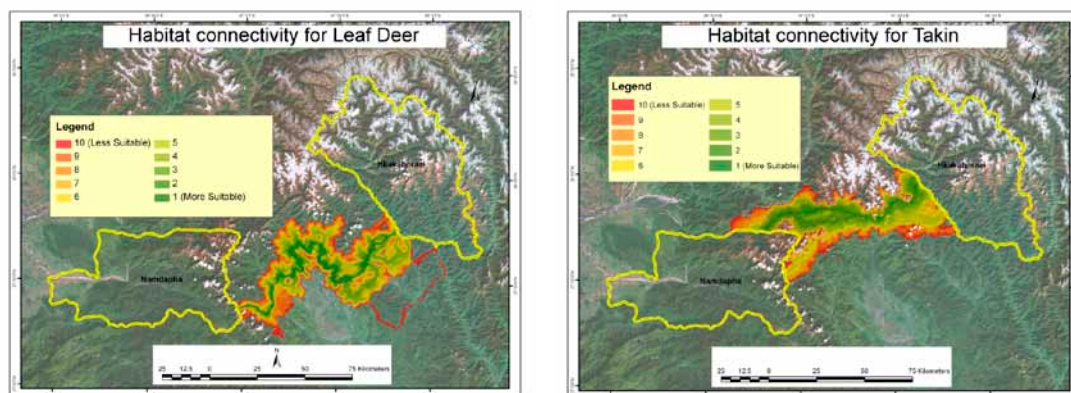 Habitat connectivity for Leaf Deer
Legend
10 (Less Suitable)
9
8
7
6
5
4
3
2
1 (More Suitable)
Namdapha
N
25 12.5 0 25 50 75 Kilometers
Habitat connectivity for Takin
Legend
10 (Less Suitable)
9
8
7
6
5
4
3
2
1 (More Suitable)
Namdapha
25 12.5 0 25 50 75 Kilometers